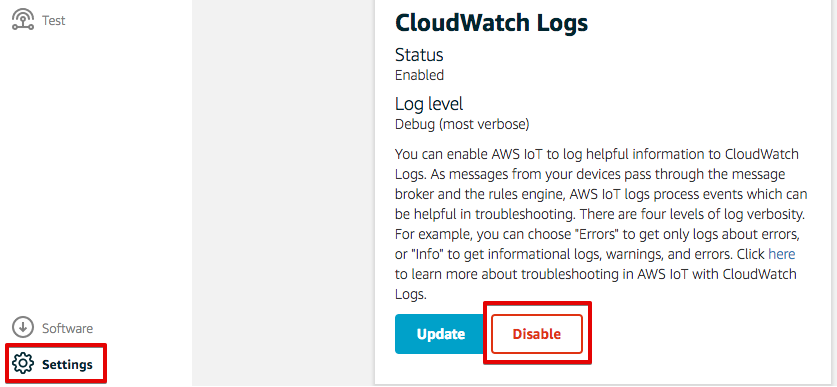 Test
CloudWatch Logs
Status
Enabled
Log level
Debug (most verbose)
You can enable AWS IoT to log helpful information to CloudWatch
Logs. As messages from your devices pass through the message
broker and the rules engine, AWS IoT logs process events which can
be helpful in troubleshooting. There are four levels of log verbosity.
For example, you can choose "Errors" to get only logs about errors,
or "Info" to get informational logs, warnings, and errors. Click here
to learn more about troubleshooting in AWS IoT with CloudWatch
Logs.
Software
Update
Disable
Settings